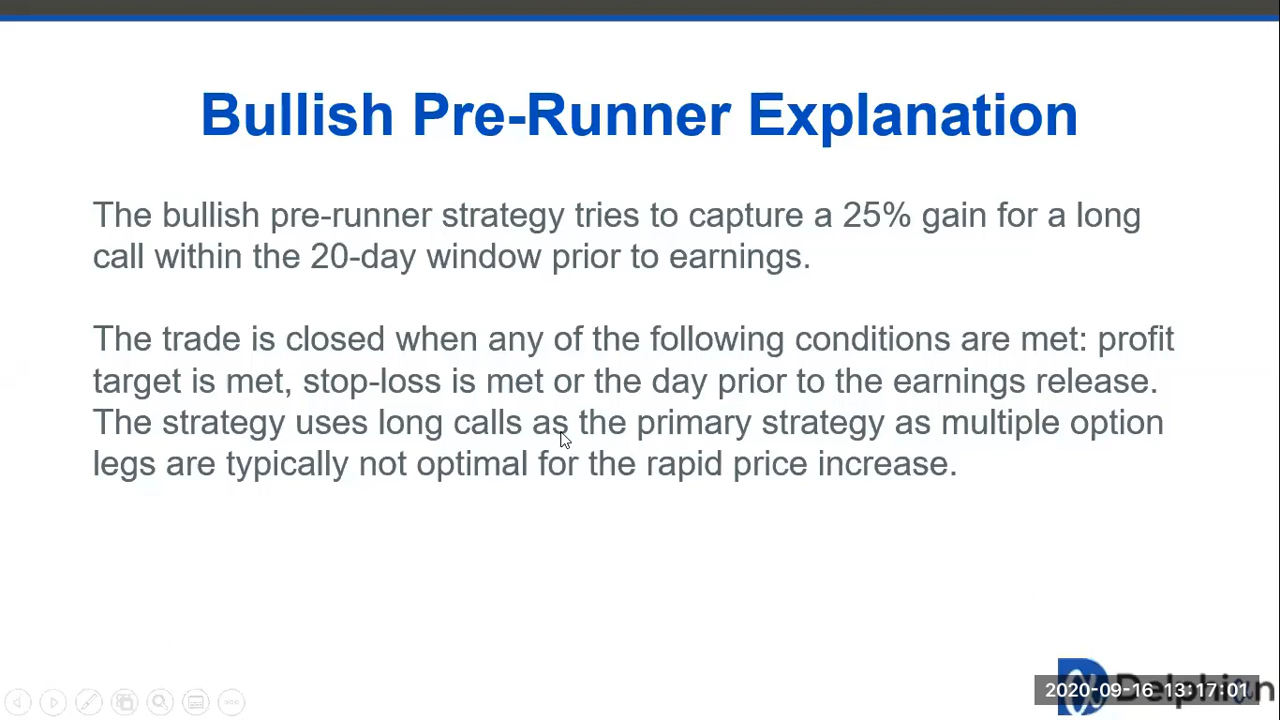 Bullish Pre-Runner Explanation
The bullish pre-runner strategy tries to capture a 25% gain for a long
call within the 20-day window prior to earnings.
The trade is closed when any of the following conditions are met: profit
target is met, stop-loss is met or the day prior to the earnings release.
The strategy uses long calls as the primary strategy as multiple option
legs are typically not optimal for the rapid price increase.
2020-09-16 13:17:01